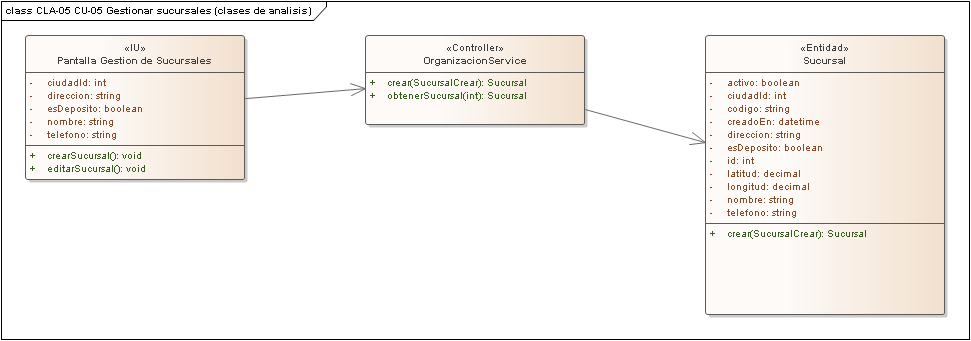 class CLA-05 CU-05 Gestionar sucursales (clases de analisis)
«IU»
Pantalla Gestion de Sucursales
- ciudadId: int
- direccion: string
- esDeposito: boolean
- nombre: string
- telefono: string
+ crearSucursal(): void
+ editarSucursal(): void
«Controller»
OrganizacionService
+ crear(SucursalCrear): Sucursal
+ obtenerSucursal(int): Sucursal
«Entidad»
Sucursal
- activo: boolean
- ciudadId: int
- codigo: string
- creadoEn: datetime
- direccion: string
- esDeposito: boolean
- id: int
- latitud: decimal
- longitud: decimal
- nombre: string
- telefono: string
+ crear(SucursalCrear): Sucursal